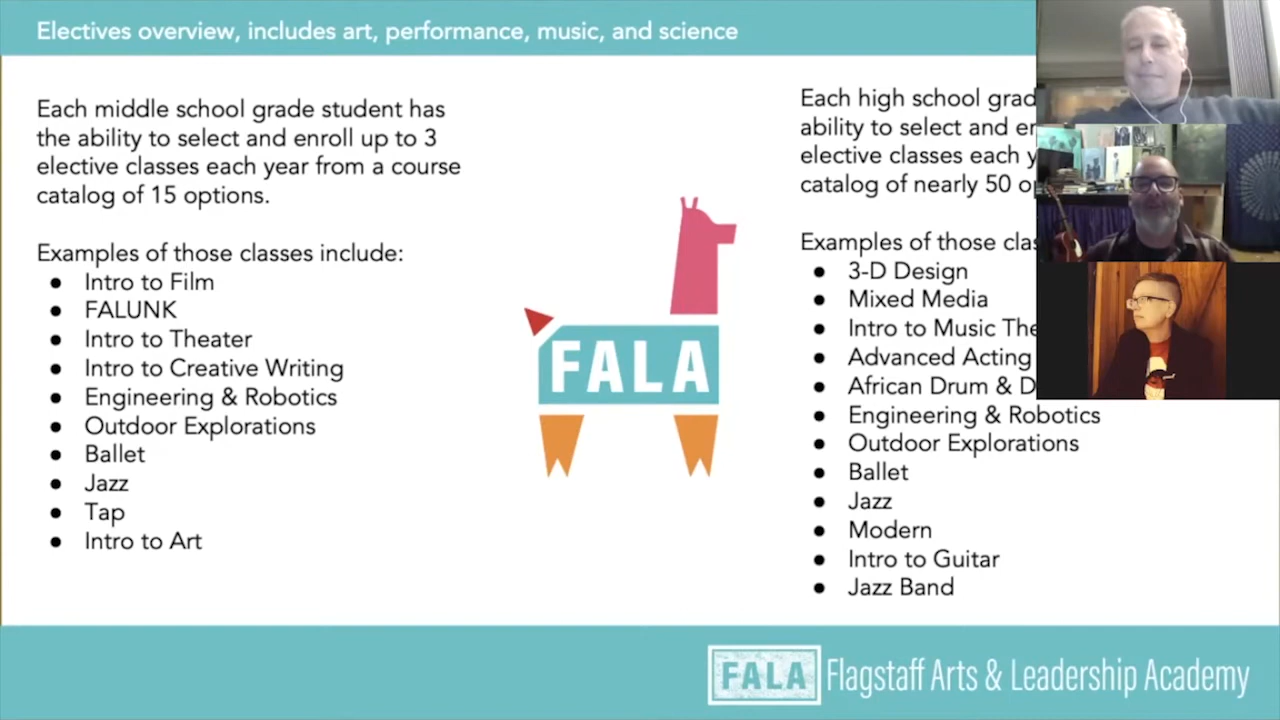 Electives overview, includes art, performance, music, and science
Each middle school grade student has
the ability to select and enroll up to 3
elective classes each year from a course
catalog of 15 options.
Examples of those classes include:
● Intro to Film
● FALUNK
● Intro to Theater
● Intro to Creative Writing
● Engineering & Robotics
● Outdoor Explorations
● Ballet
● Jazz
● Tap
● Intro to Art
FALA
Each high school
ability to select and
elective classes each
catalog of nearly 50
Examples of those
● 3-D Design
● Mixed Media
● Intro to Music
● Advanced Acting
● African Drum &
● Engineering & Robotics
● Outdoor Explorations
● Ballet
● Jazz
● Modern
● Intro to Guitar
● Jazz Band
FALA Flagstaff Arts & Leadership Academy